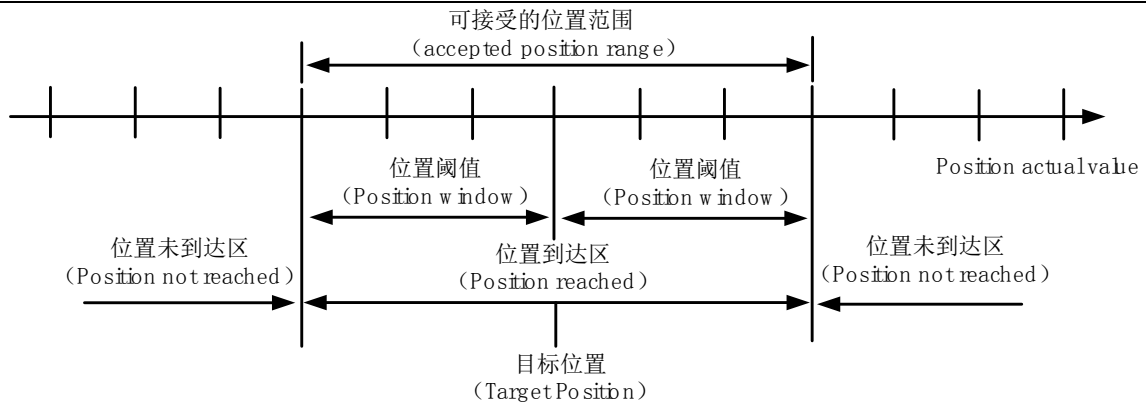 可接受的位置范围
（accepted position range）
位置阈值
（Position window）
位置阈值
（Position window）
Position actual value
位置未到达区
（Position not reached）
位置到达区
（Position reached）
位置未到达区
（Position not reached）
目标位置
（Target Position）